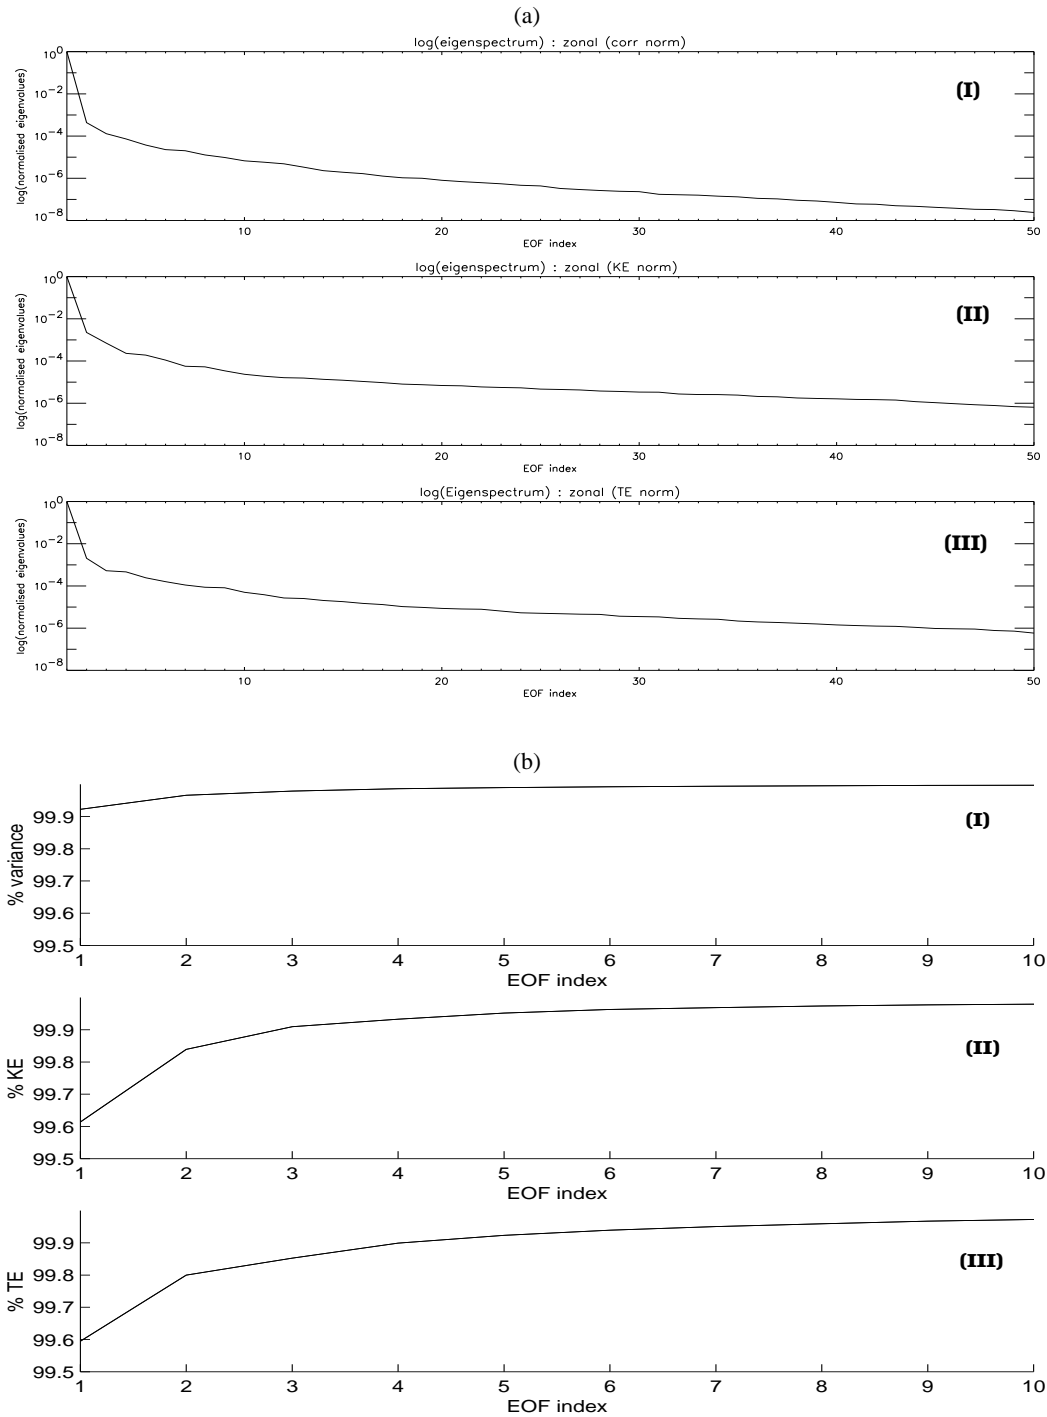 (a)
log(eigenspectrum) : zonal (corr norm)
log(normalised eigenvalues)
10^0
10^-2
10^-4
10^-6
10^-8
(I)
10 20 30 40 50
EOF index
log(eigenspectrum) : zonal (KE norm)
log(normalised eigenvalues)
10^0
10^-2
10^-4
10^-6
10^-8
(II)
10 20 30 40 50
EOF index
log(Eigenspectrum) : zonal (TE norm)
log(normalised eigenvalues)
10^0
10^-2
10^-4
10^-6
10^-8
(III)
10 20 30 40 50
EOF index
(b)
% variance
99.9
99.8
99.7
99.6
99.5
(I)
1 2 3 4 5 6 7 8 9 10
EOF index
% KE
99.9
99.8
99.7
99.6
99.5
(II)
1 2 3 4 5 6 7 8 9 10
EOF index
% TE
99.9
99.8
99.7
99.6
99.5
(III)
1 2 3 4 5 6 7 8 9 10
EOF index